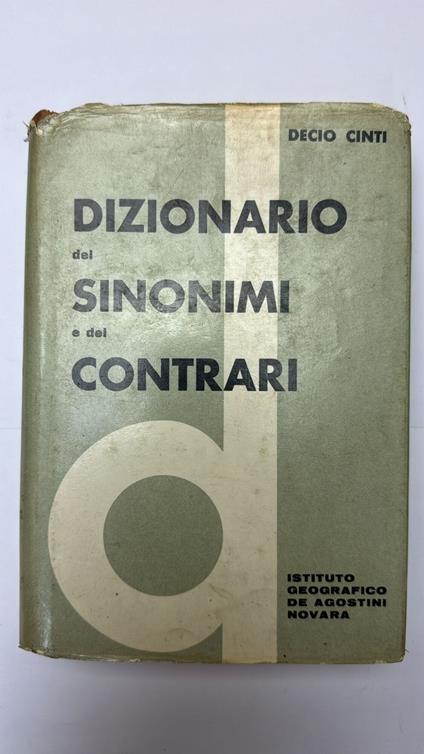 DECIO CINTI
DIZIONARIO
dei
SINONIMI
e dei
CONTRARI
ISTITUTO
GEOGRAFICO
DE AGOSTINI
NOVARA